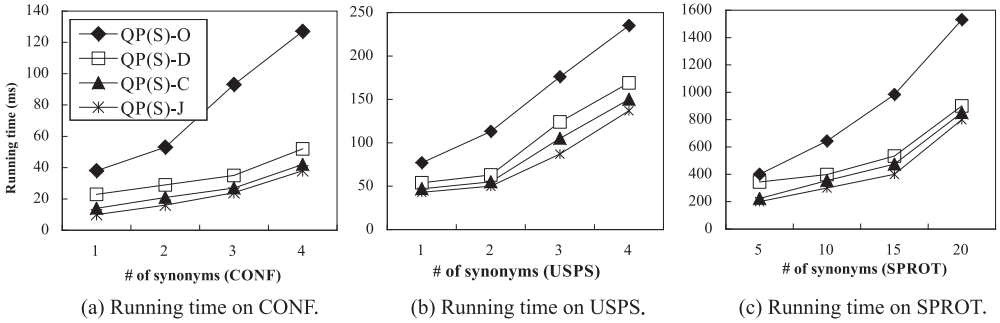 140
120
100
80
60
40
20
0
Running time (ms)
QP(S)-O
QP(S)-D
QP(S)-C
QP(S)-J
1 2 3 4
# of synonyms (CONF)
(a) Running time on CONF.
250
200
150
100
50
0
1 2 3 4
# of synonyms (USPS)
(b) Running time on USPS.
1600
1400
1200
1000
800
600
400
200
0
5 10 15 20
# of synonyms (SPROT)
(c) Running time on SPROT.